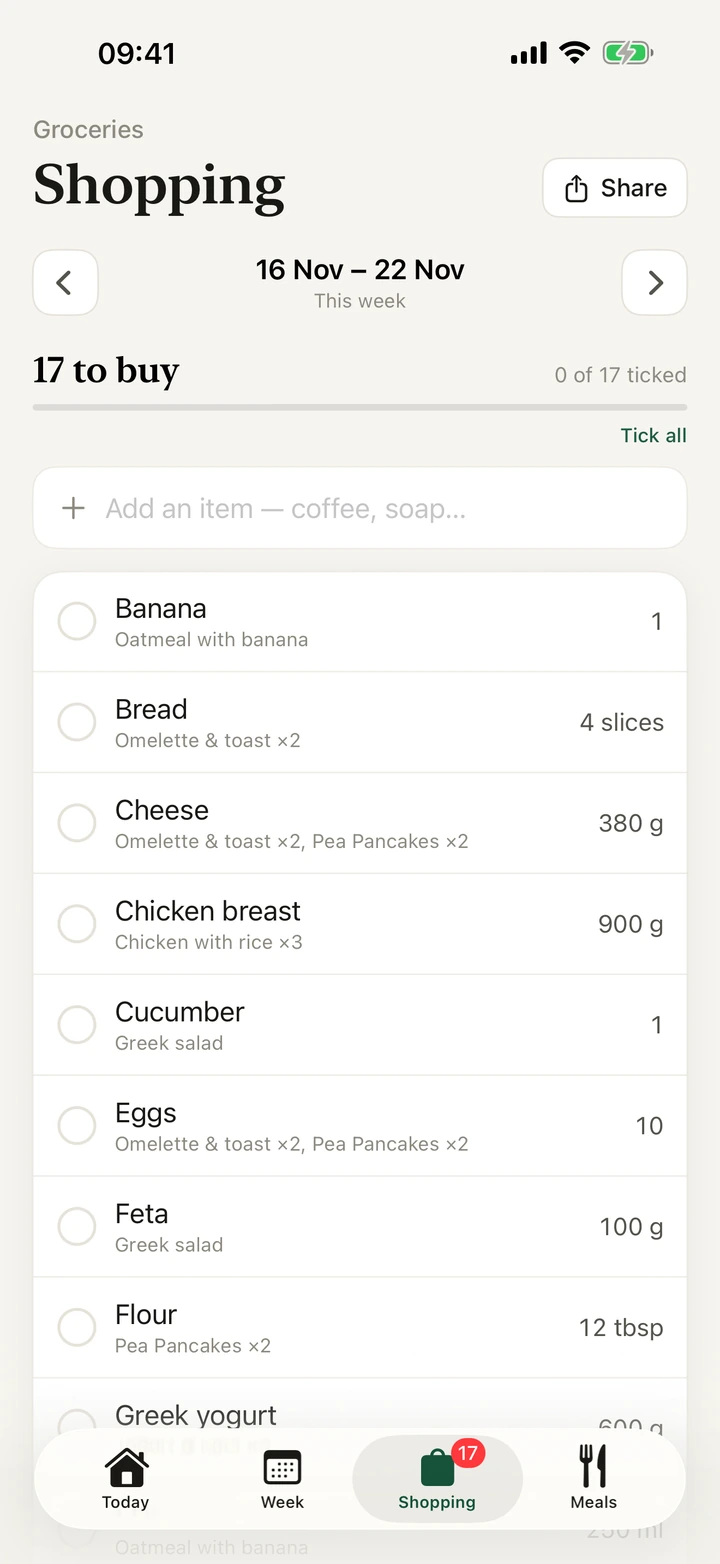 09:41
Groceries
Shopping
Share
16 Nov – 22 Nov
This week
17 to buy
0 of 17 ticked
Tick all
Add an item — coffee, soap...
Banana
Oatmeal with banana
1
Bread
Omelette & toast ×2
4 slices
Cheese
Omelette & toast ×2, Pea Pancakes ×2
380 g
Chicken breast
Chicken with rice ×3
900 g
Cucumber
Greek salad
1
Eggs
Omelette & toast ×2, Pea Pancakes ×2
10
Feta
Greek salad
100 g
Flour
Pea Pancakes ×2
12 tbsp
Greek yogurt
600 g
17
Today
Week
Shopping
Meals
250 ml
Oatmeal with banana